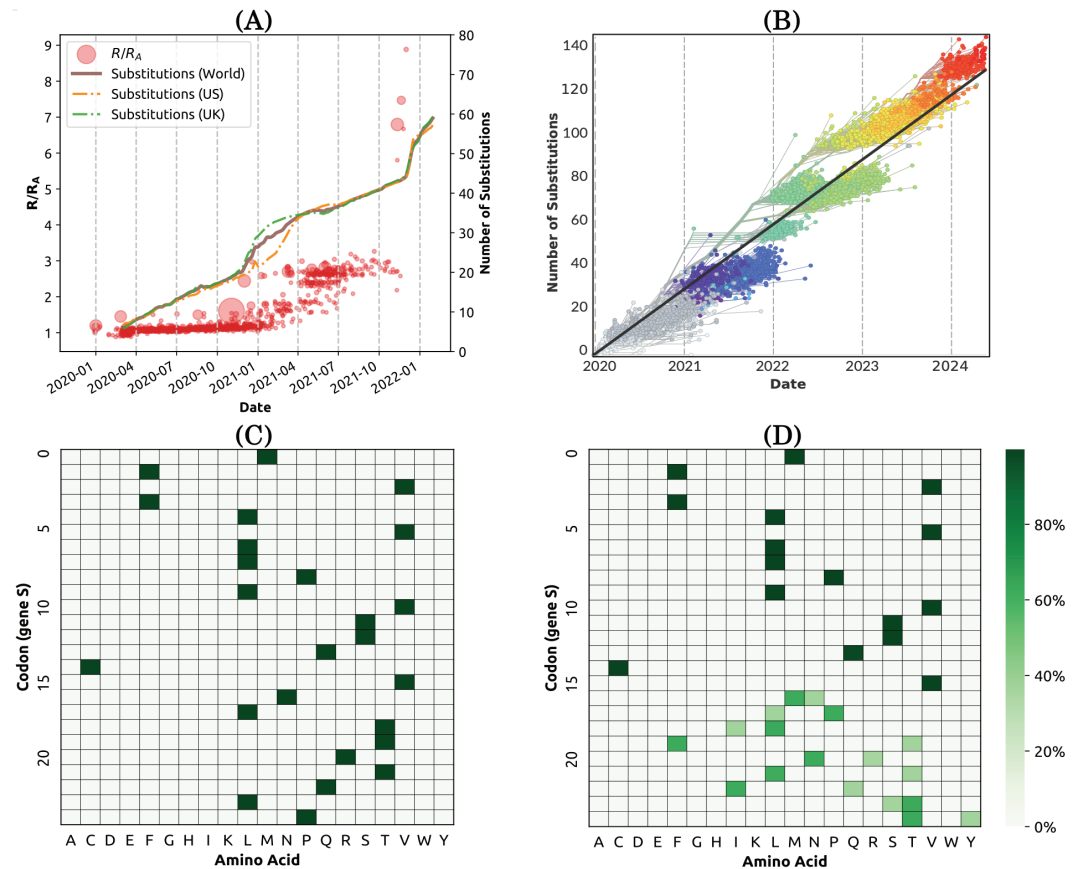 (A)
R/R_A
Substitutions (World)
Substitutions (US)
Substitutions (UK)
9
8
7
6
5
4
3
2
1
R/R_A
80
70
60
50
40
30
20
10
0
Number of Substitutions
2020-01 2020-04 2020-07 2020-10 2021-01 2021-04 2021-07 2021-10 2022-01
Date
(B)
140
120
100
80
60
40
20
0
Number of Substitutions
2020 2021 2022 2023 2024
Date
(C)
0
5
10
15
20
Codon (gene S)
A C D E F G H I K L M N P Q R S T V W Y
Amino Acid
(D)
0
5
10
15
20
Codon (gene S)
A C D E F G H I K L M N P Q R S T V W Y
Amino Acid
80%
60%
40%
20%
0%